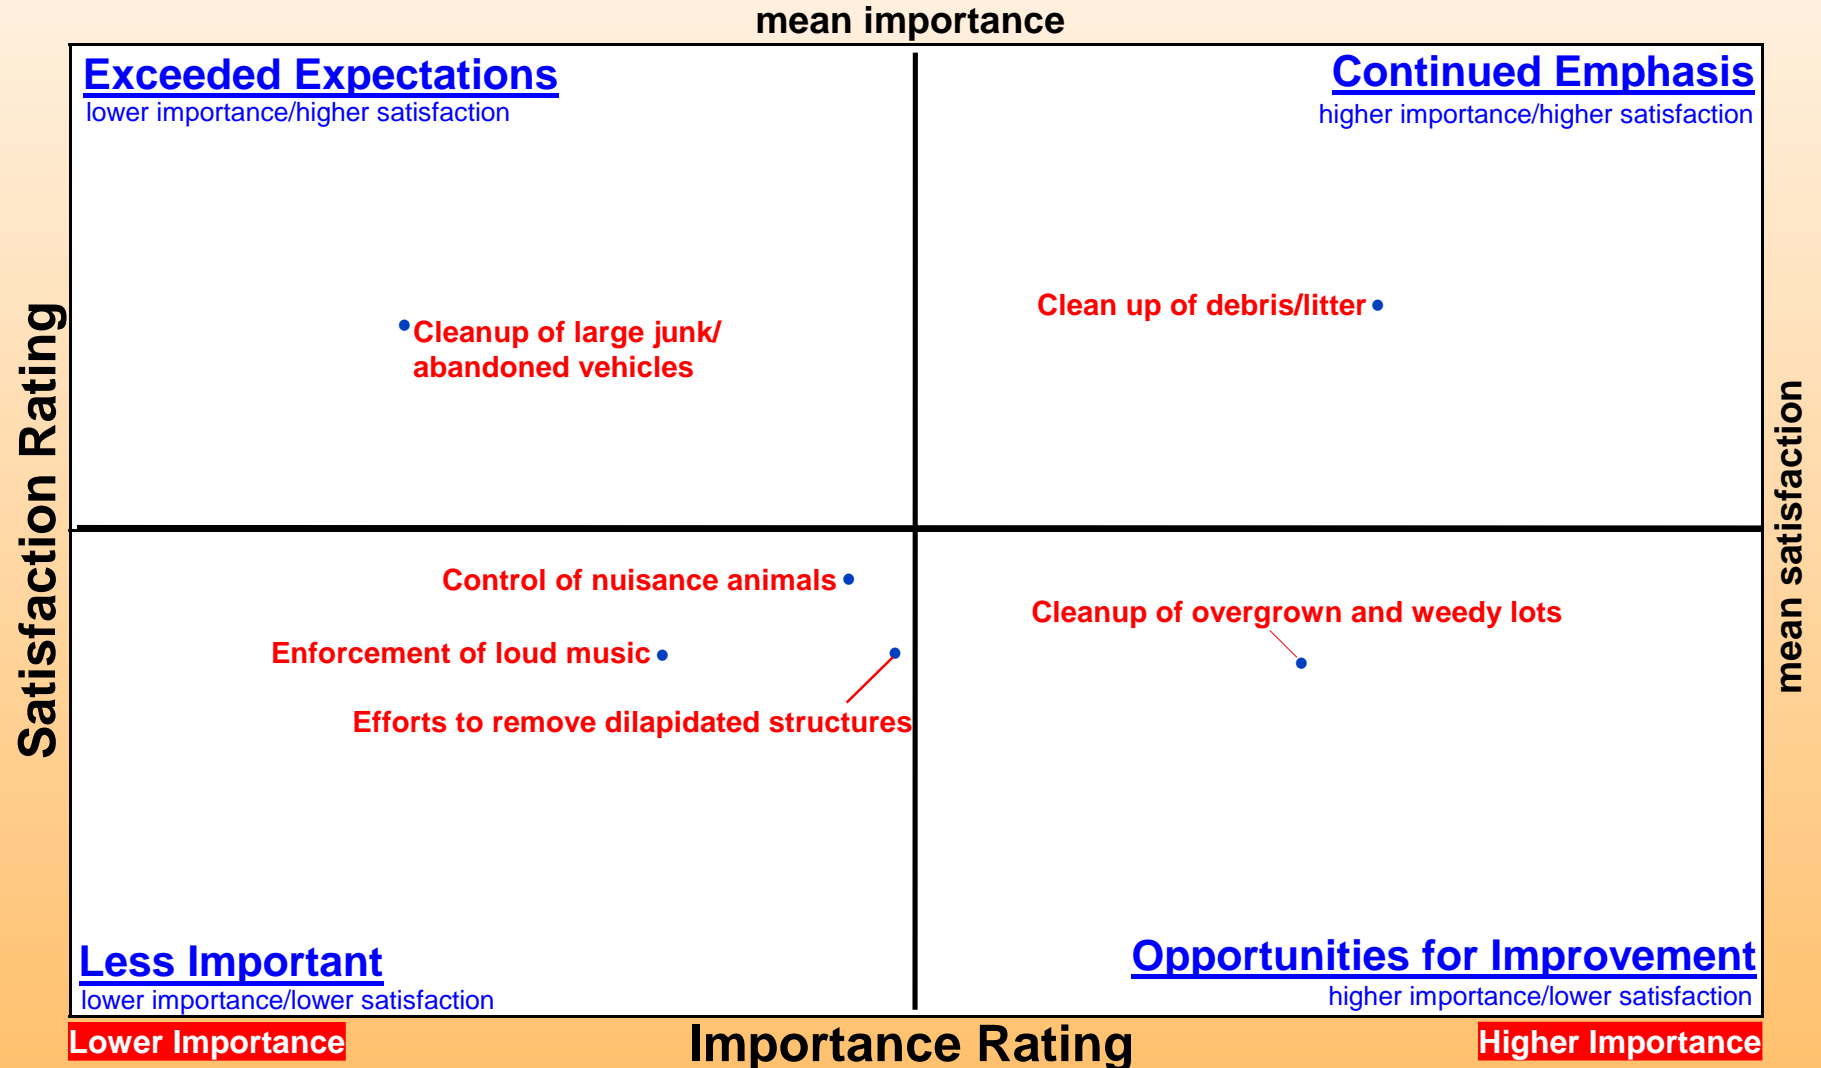 mean importance
Exceeded Expectations
lower importance/higher satisfaction
Continued Emphasis
higher importance/higher satisfaction
Satisfaction Rating
Cleanup of large junk/
abandoned vehicles
Clean up of debris/litter
mean satisfaction
Control of nuisance animals
Enforcement of loud music
Efforts to remove dilapidated structures
Cleanup of overgrown and weedy lots
Less Important
lower importance/lower satisfaction
Opportunities for Improvement
higher importance/lower satisfaction
Lower Importance
Importance Rating
Higher Importance